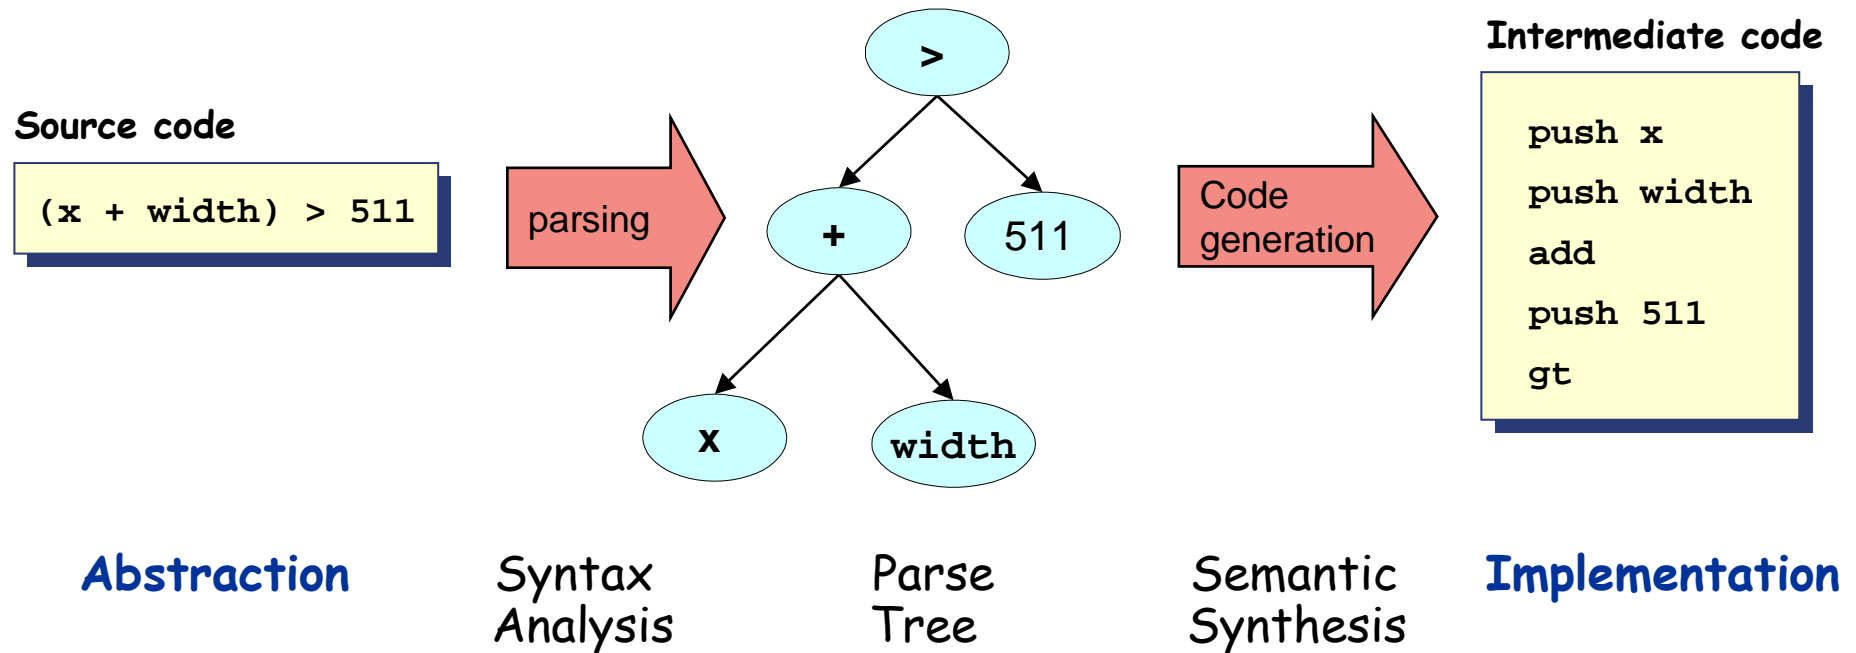 Source code
(x + width) > 511
parsing
>
+
511
x
width
Code
generation
Intermediate code
push x
push width
add
push 511
gt
Abstraction
Syntax
Analysis
Parse
Tree
Semantic
Synthesis
Implementation